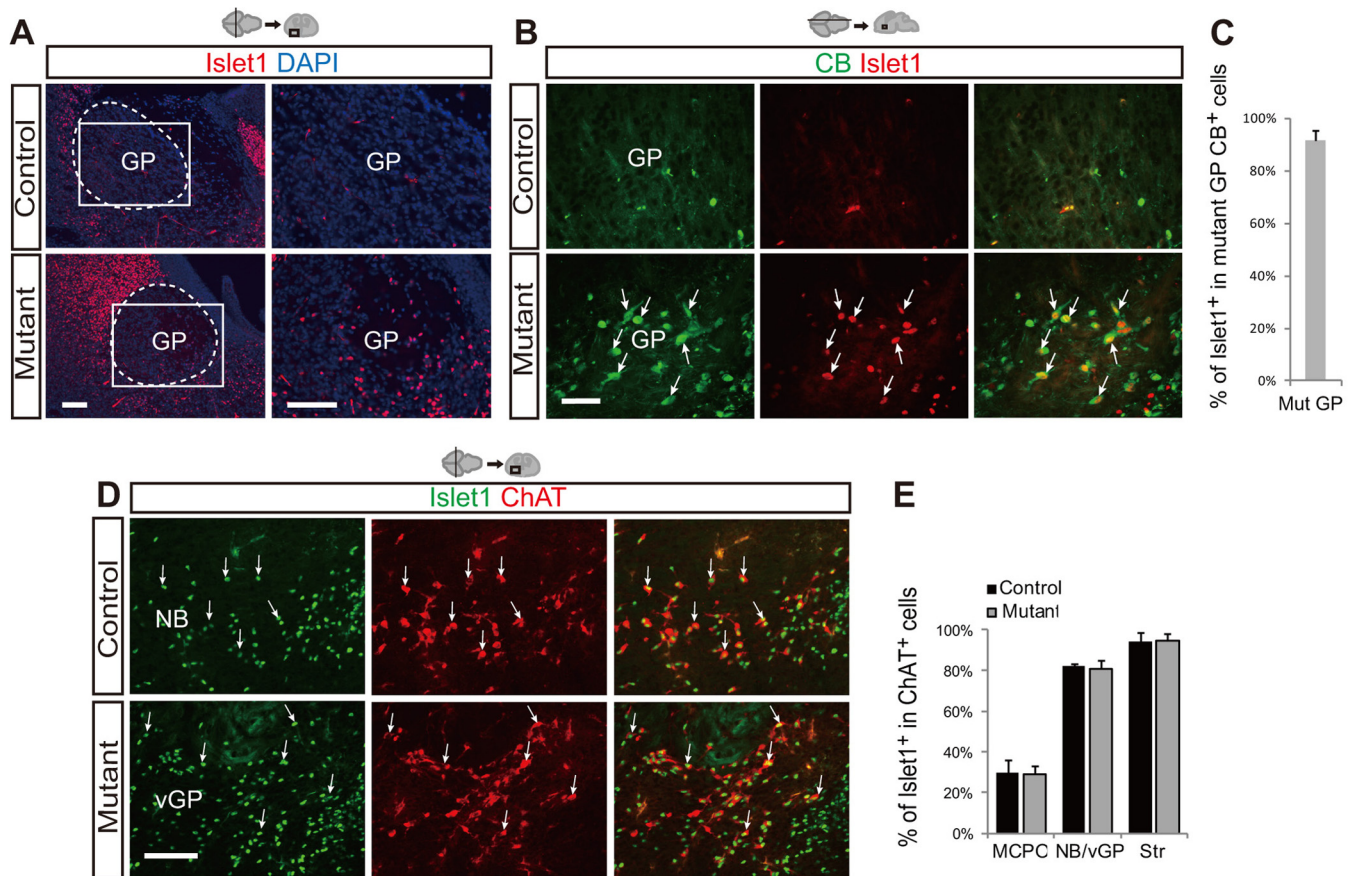 A
Islet1 DAPI
Control
GP
GP
Mutant
GP
GP
B
CB Islet1
GP
GP
C
% of Islet1+ in mutant GP CB+ cells
100%
80%
60%
40%
20%
0%
Mut GP
D
Islet1 ChAT
Control
NB
Mutant
vGP
E
Control
Mutant
% of Islet1+ in ChAT+ cells
100%
80%
60%
40%
20%
0%
MCPO NB/vGP Str
Control
Mutant